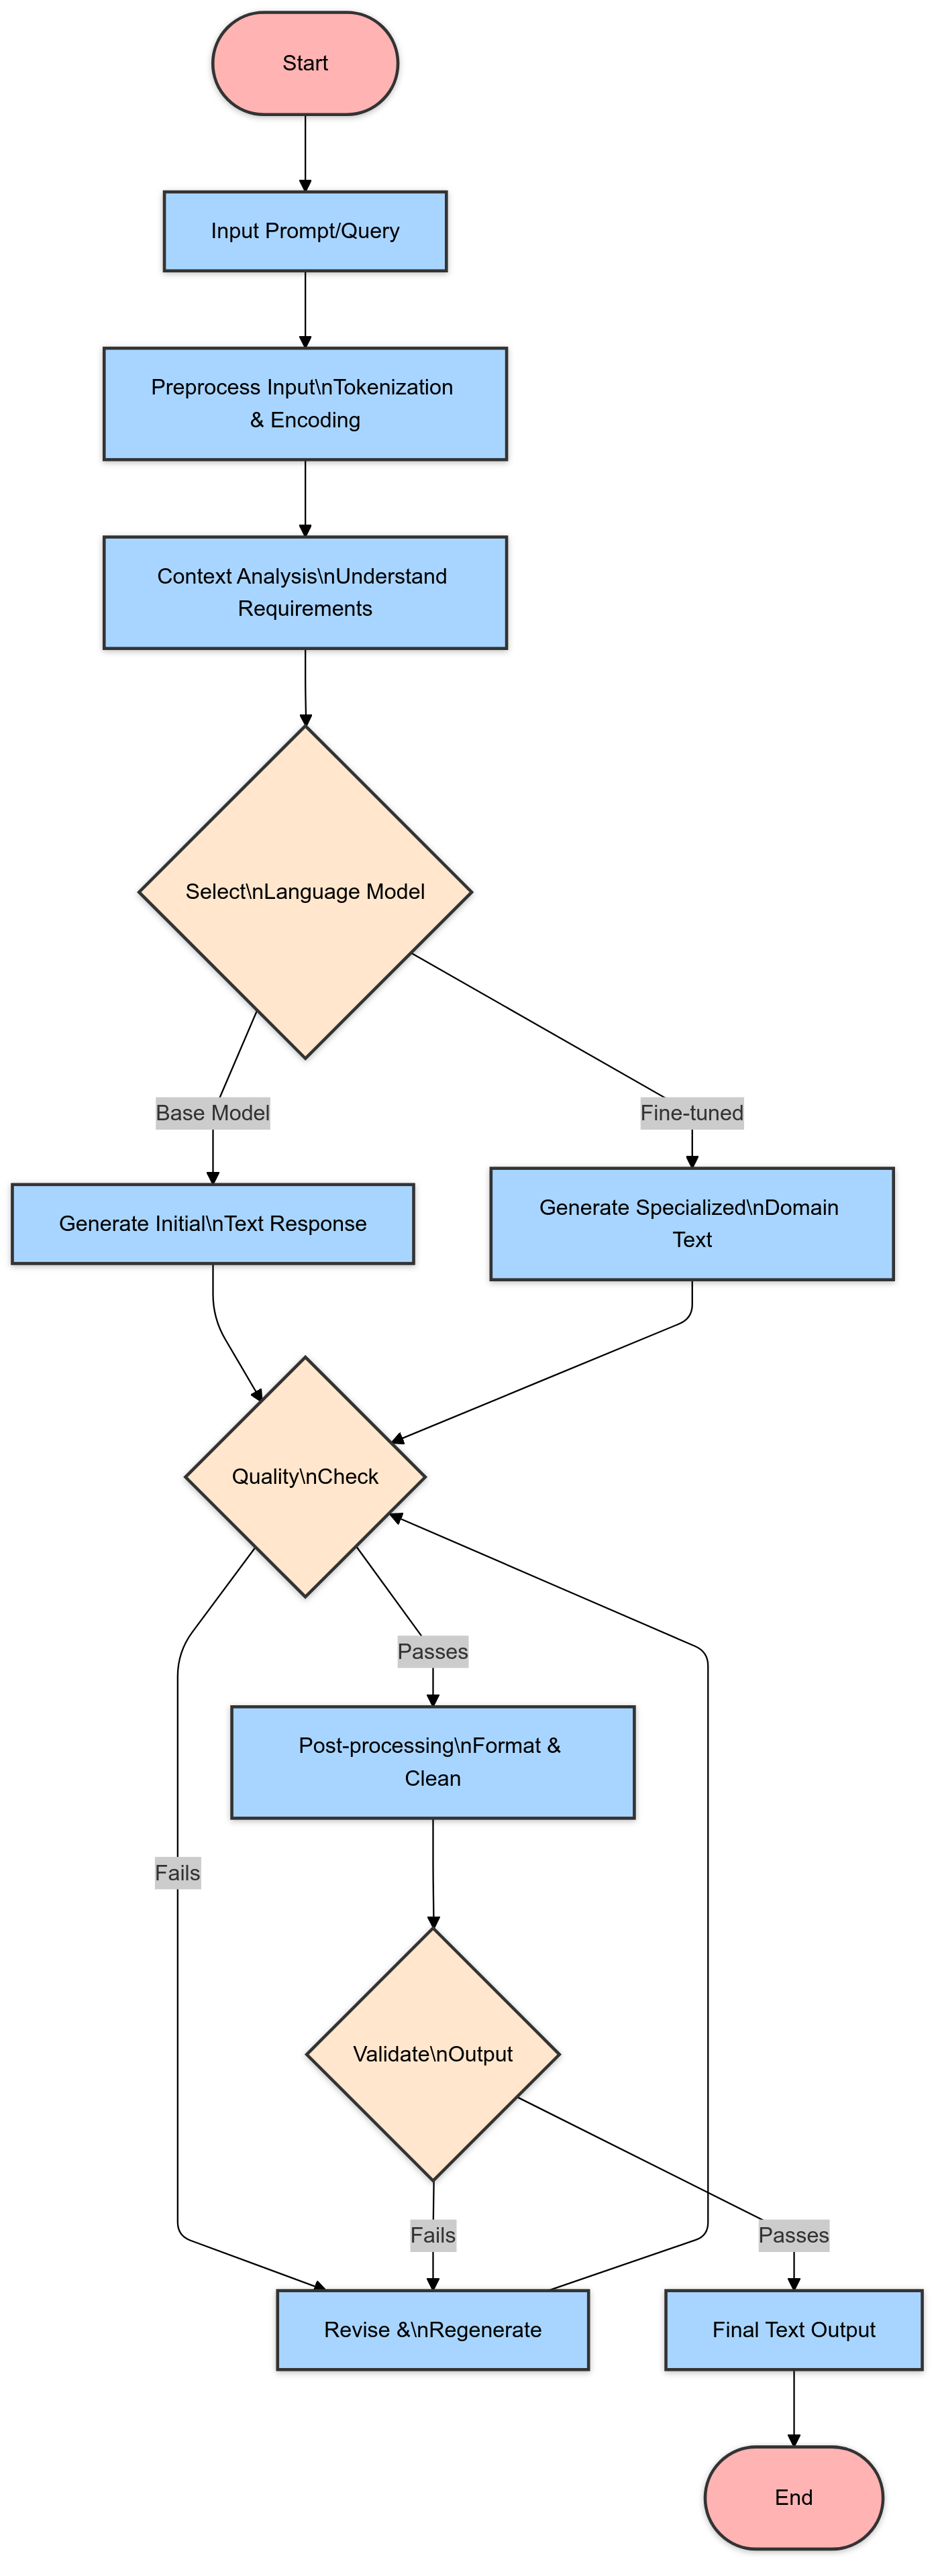 Start
Input Prompt/Query
Preprocess Input\nTokenization
& Encoding
Context Analysis\nUnderstand
Requirements
Select\nLanguage Model
Base Model
Fine-tuned
Generate Initial\nText Response
Generate Specialized\nDomain
Text
Quality\nCheck
Passes
Post-processing\nFormat &
Clean
Fails
Validate\nOutput
Fails
Passes
Revise &\nRegenerate
Final Text Output
End